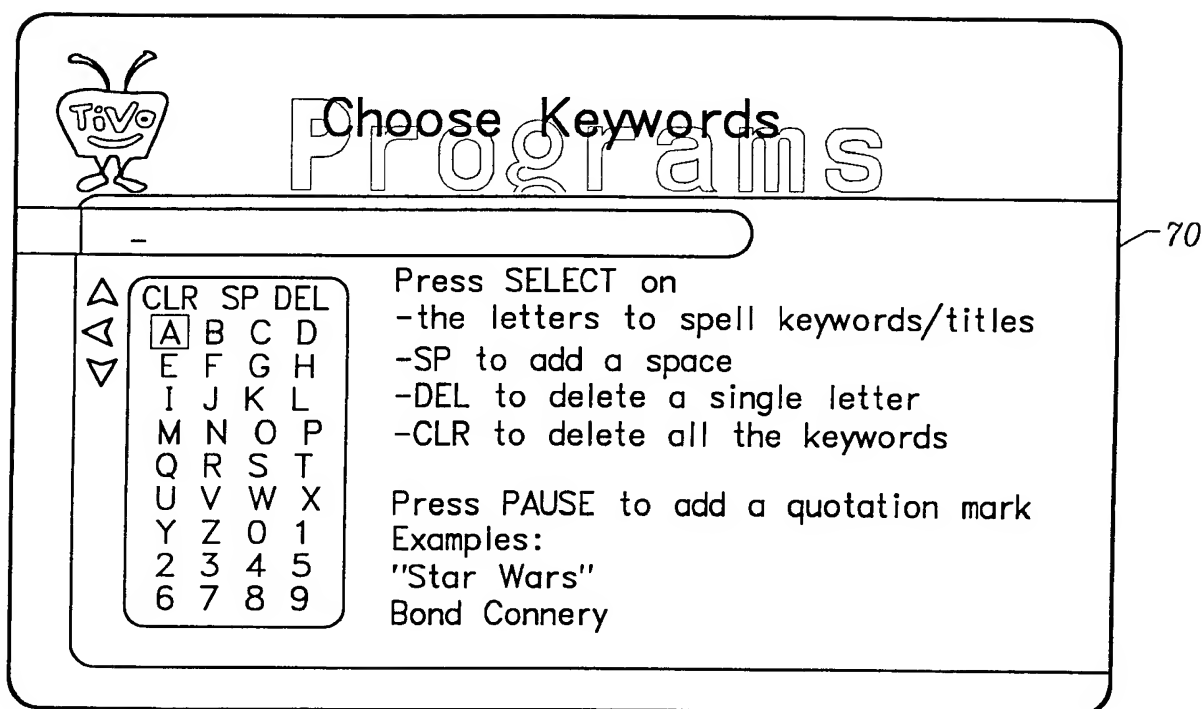 TiVo
Choose Keywords
Programs
_
70
CLR SP DEL
A B C D
E F G H
I J K L
M N O P
Q R S T
U V W X
Y Z 0 1
2 3 4 5
6 7 8 9
Press SELECT on
-the letters to spell keywords/titles
-SP to add a space
-DEL to delete a single letter
-CLR to delete all the keywords
Press PAUSE to add a quotation mark
Examples:
"Star Wars"
Bond Connery